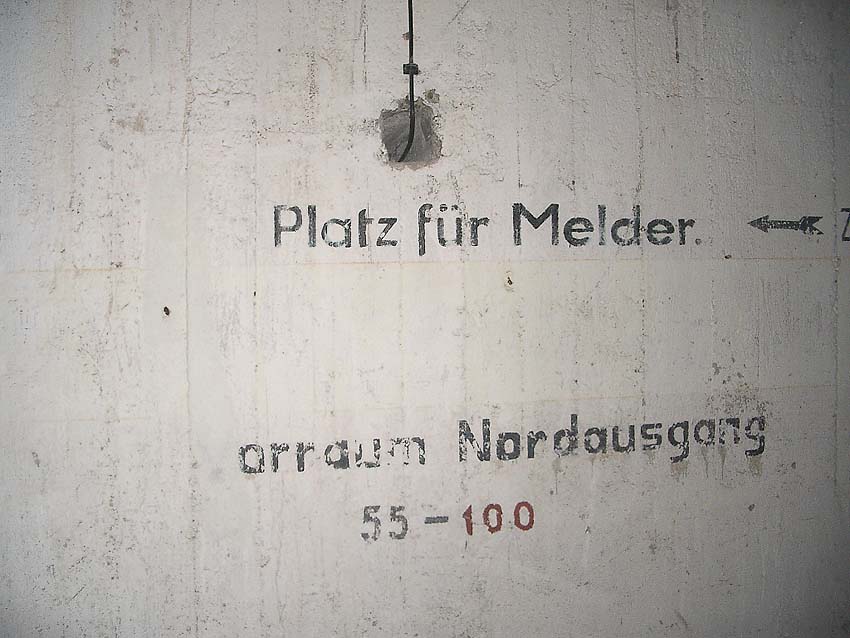 Platz für Melder. ← Z
orraum Nordausgang
55-100